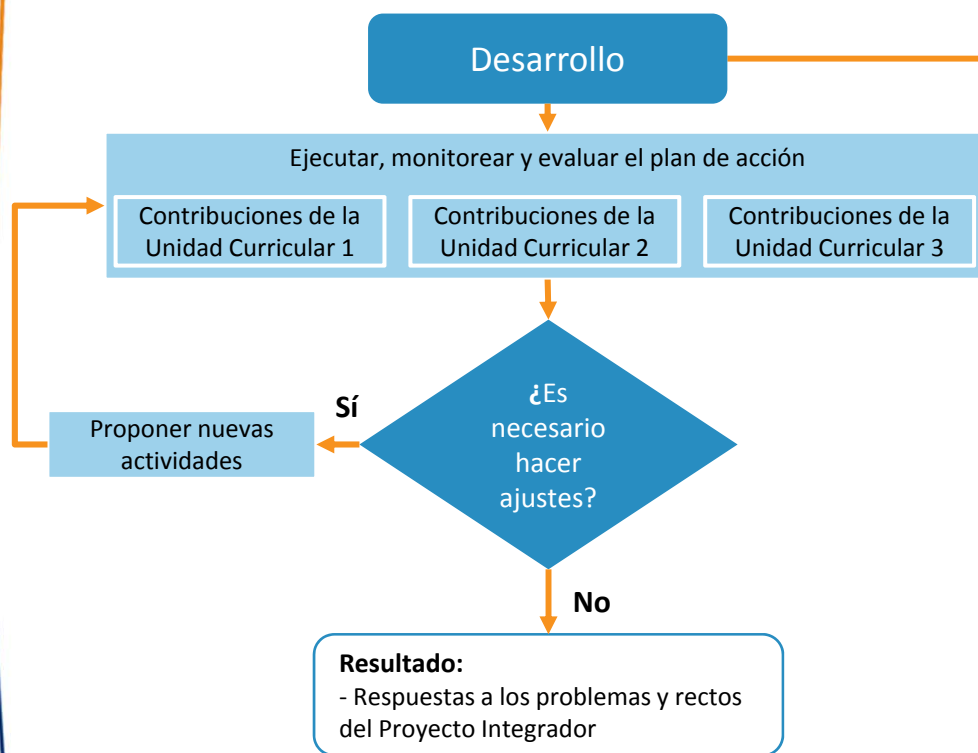 Desarrollo
Ejecutar, monitorear y evaluar el plan de acción
Contribuciones de la
Unidad Curricular 1
Contribuciones de la
Unidad Curricular 2
Contribuciones de la
Unidad Curricular 3
¿Es
necesario
hacer
ajustes?
Sí
Proponer nuevas
actividades
No
Resultado:
- Respuestas a los problemas y rectos
del Proyecto Integrador